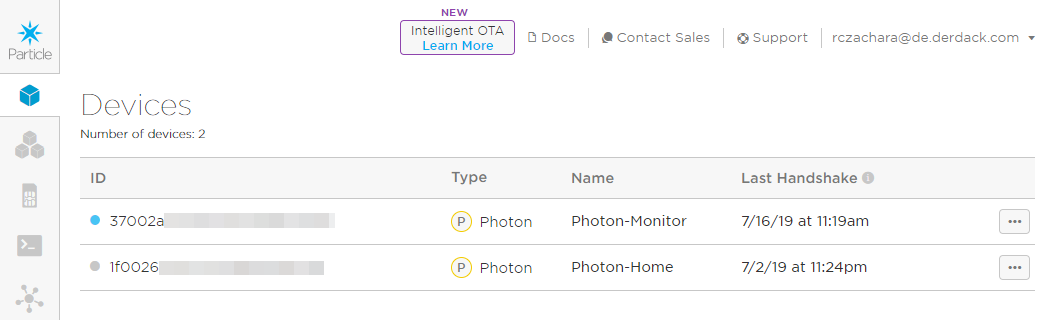 NEW
Intelligent OTA
Learn More
Docs
Contact Sales
Support
rczachara@de.derdack.com
Particle
Devices
Number of devices: 2
ID Type Name Last Handshake
37002a P Photon Photon-Monitor 7/16/19 at 11:19am
1f0026 P Photon Photon-Home 7/2/19 at 11:24pm